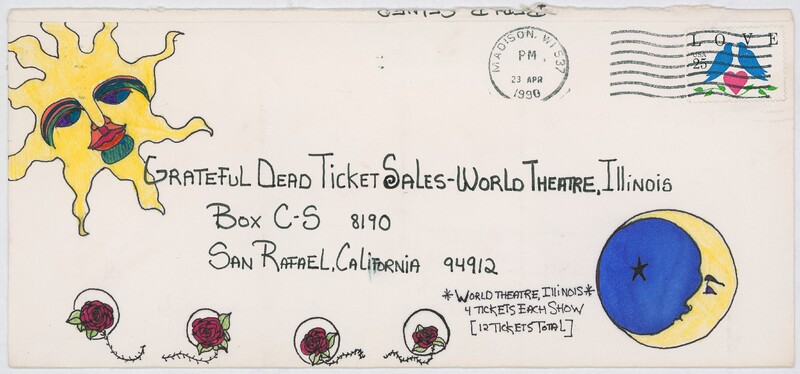 MADISON, WI 537
PM
23 APR
1990
LOVE
USA
25
GRATEFUL DEAD TICKET SALES-WORLD THEATRE, ILLINOIS
BOX C-S 8190
SAN RAFAEL, CALIFORNIA 94912
*WORLD THEATRE, ILLINOIS*
4 TICKETS EACH SHOW
[12 TICKETS TOTAL]